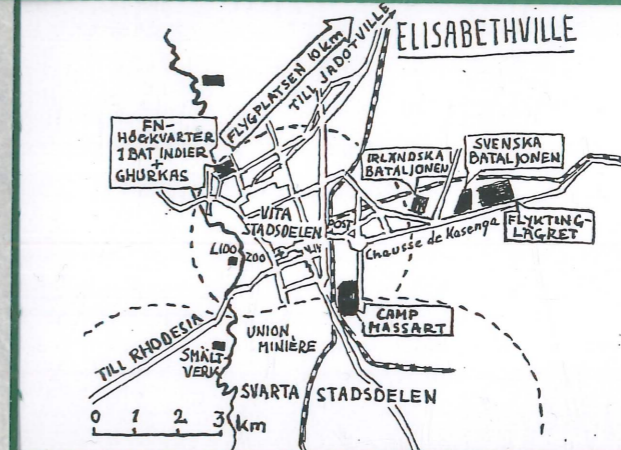 ELISABETHVILLE
FLYGPLATSEN 10 km
TILL JADOTVILLE
FN-
HÖGKVARTER
1 BAT INDIER
+
GHURKAS
IRLÄNDSKA
BATALJONEN
SVENSKA
BATALJONEN
FLYKTING-
LÄGRET
VITA
STADSDELEN
POST
Chausse de Kasenga
LIDO
ZOO
CAMP
MASSART
TILL RHODESIA
UNION
MINIÈRE
SMÄLT-
VERK
SVARTA STADSDELEN
0 1 2 3 km